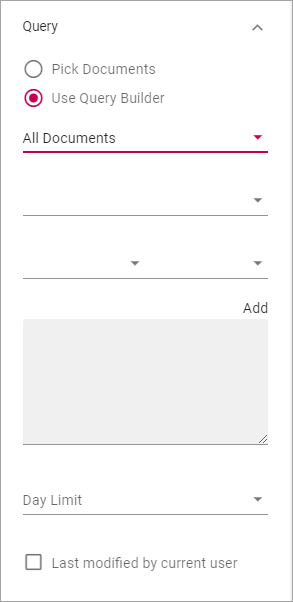 Query
Pick Documents
Use Query Builder
All Documents
Add
Day Limit
Last modified by current user